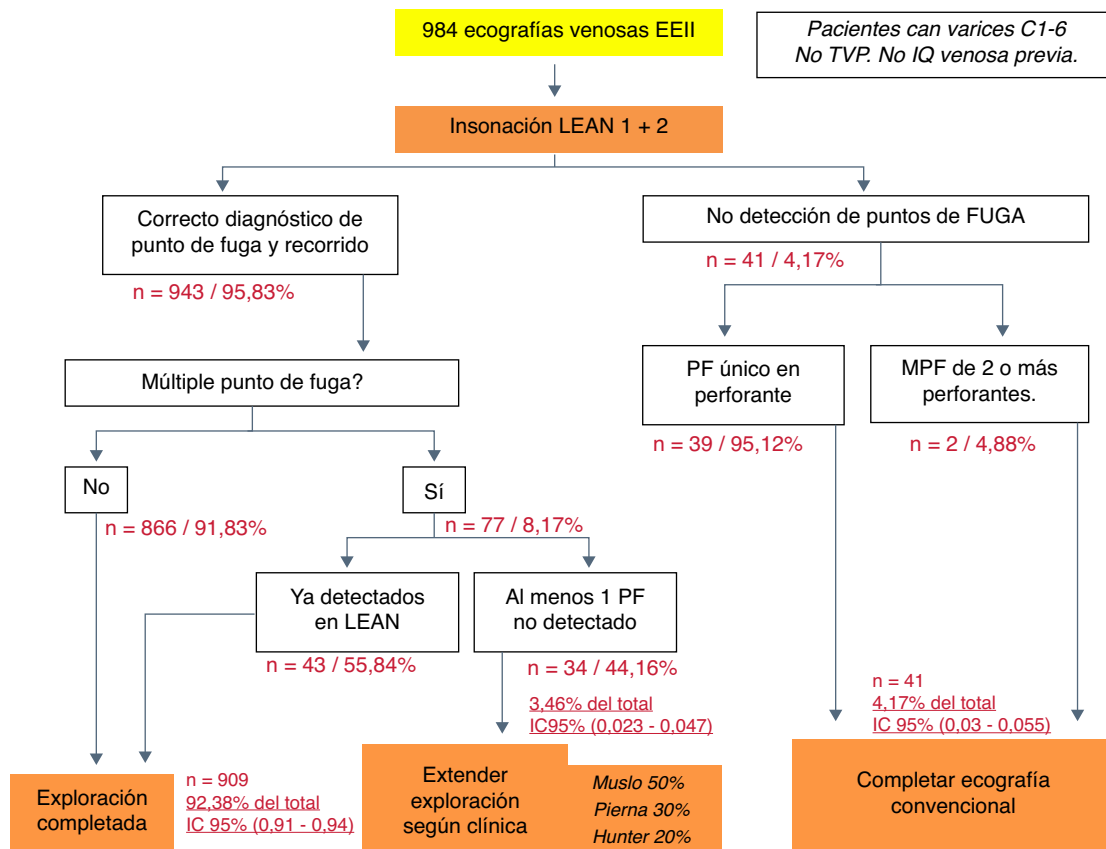 984 ecografías venosas EEII
Pacientes can varices C1-6
No TVP. No IQ venosa previa.
Insonación LEAN 1 + 2
Correcto diagnóstico de
punto de fuga y recorrido
n = 943 / 95,83%
No detección de puntos de FUGA
n = 41 / 4,17%
Múltiple punto de fuga?
PF único en
perforante
n = 39 / 95,12%
MPF de 2 o más
perforantes.
n = 2 / 4,88%
No
n = 866 / 91,83%
Sí
n = 77 / 8,17%
Ya detectados
en LEAN
n = 43 / 55,84%
Al menos 1 PF
no detectado
n = 34 / 44,16%
3,46% del total
IC95% (0,023 - 0,047)
n = 41
4,17% del total
IC 95% (0,03 - 0,055)
Exploración
completada
n = 909
92,38% del total
IC 95% (0,91 - 0,94)
Extender
exploración
según clínica
Muslo 50%
Pierna 30%
Hunter 20%
Completar ecografía
convencional